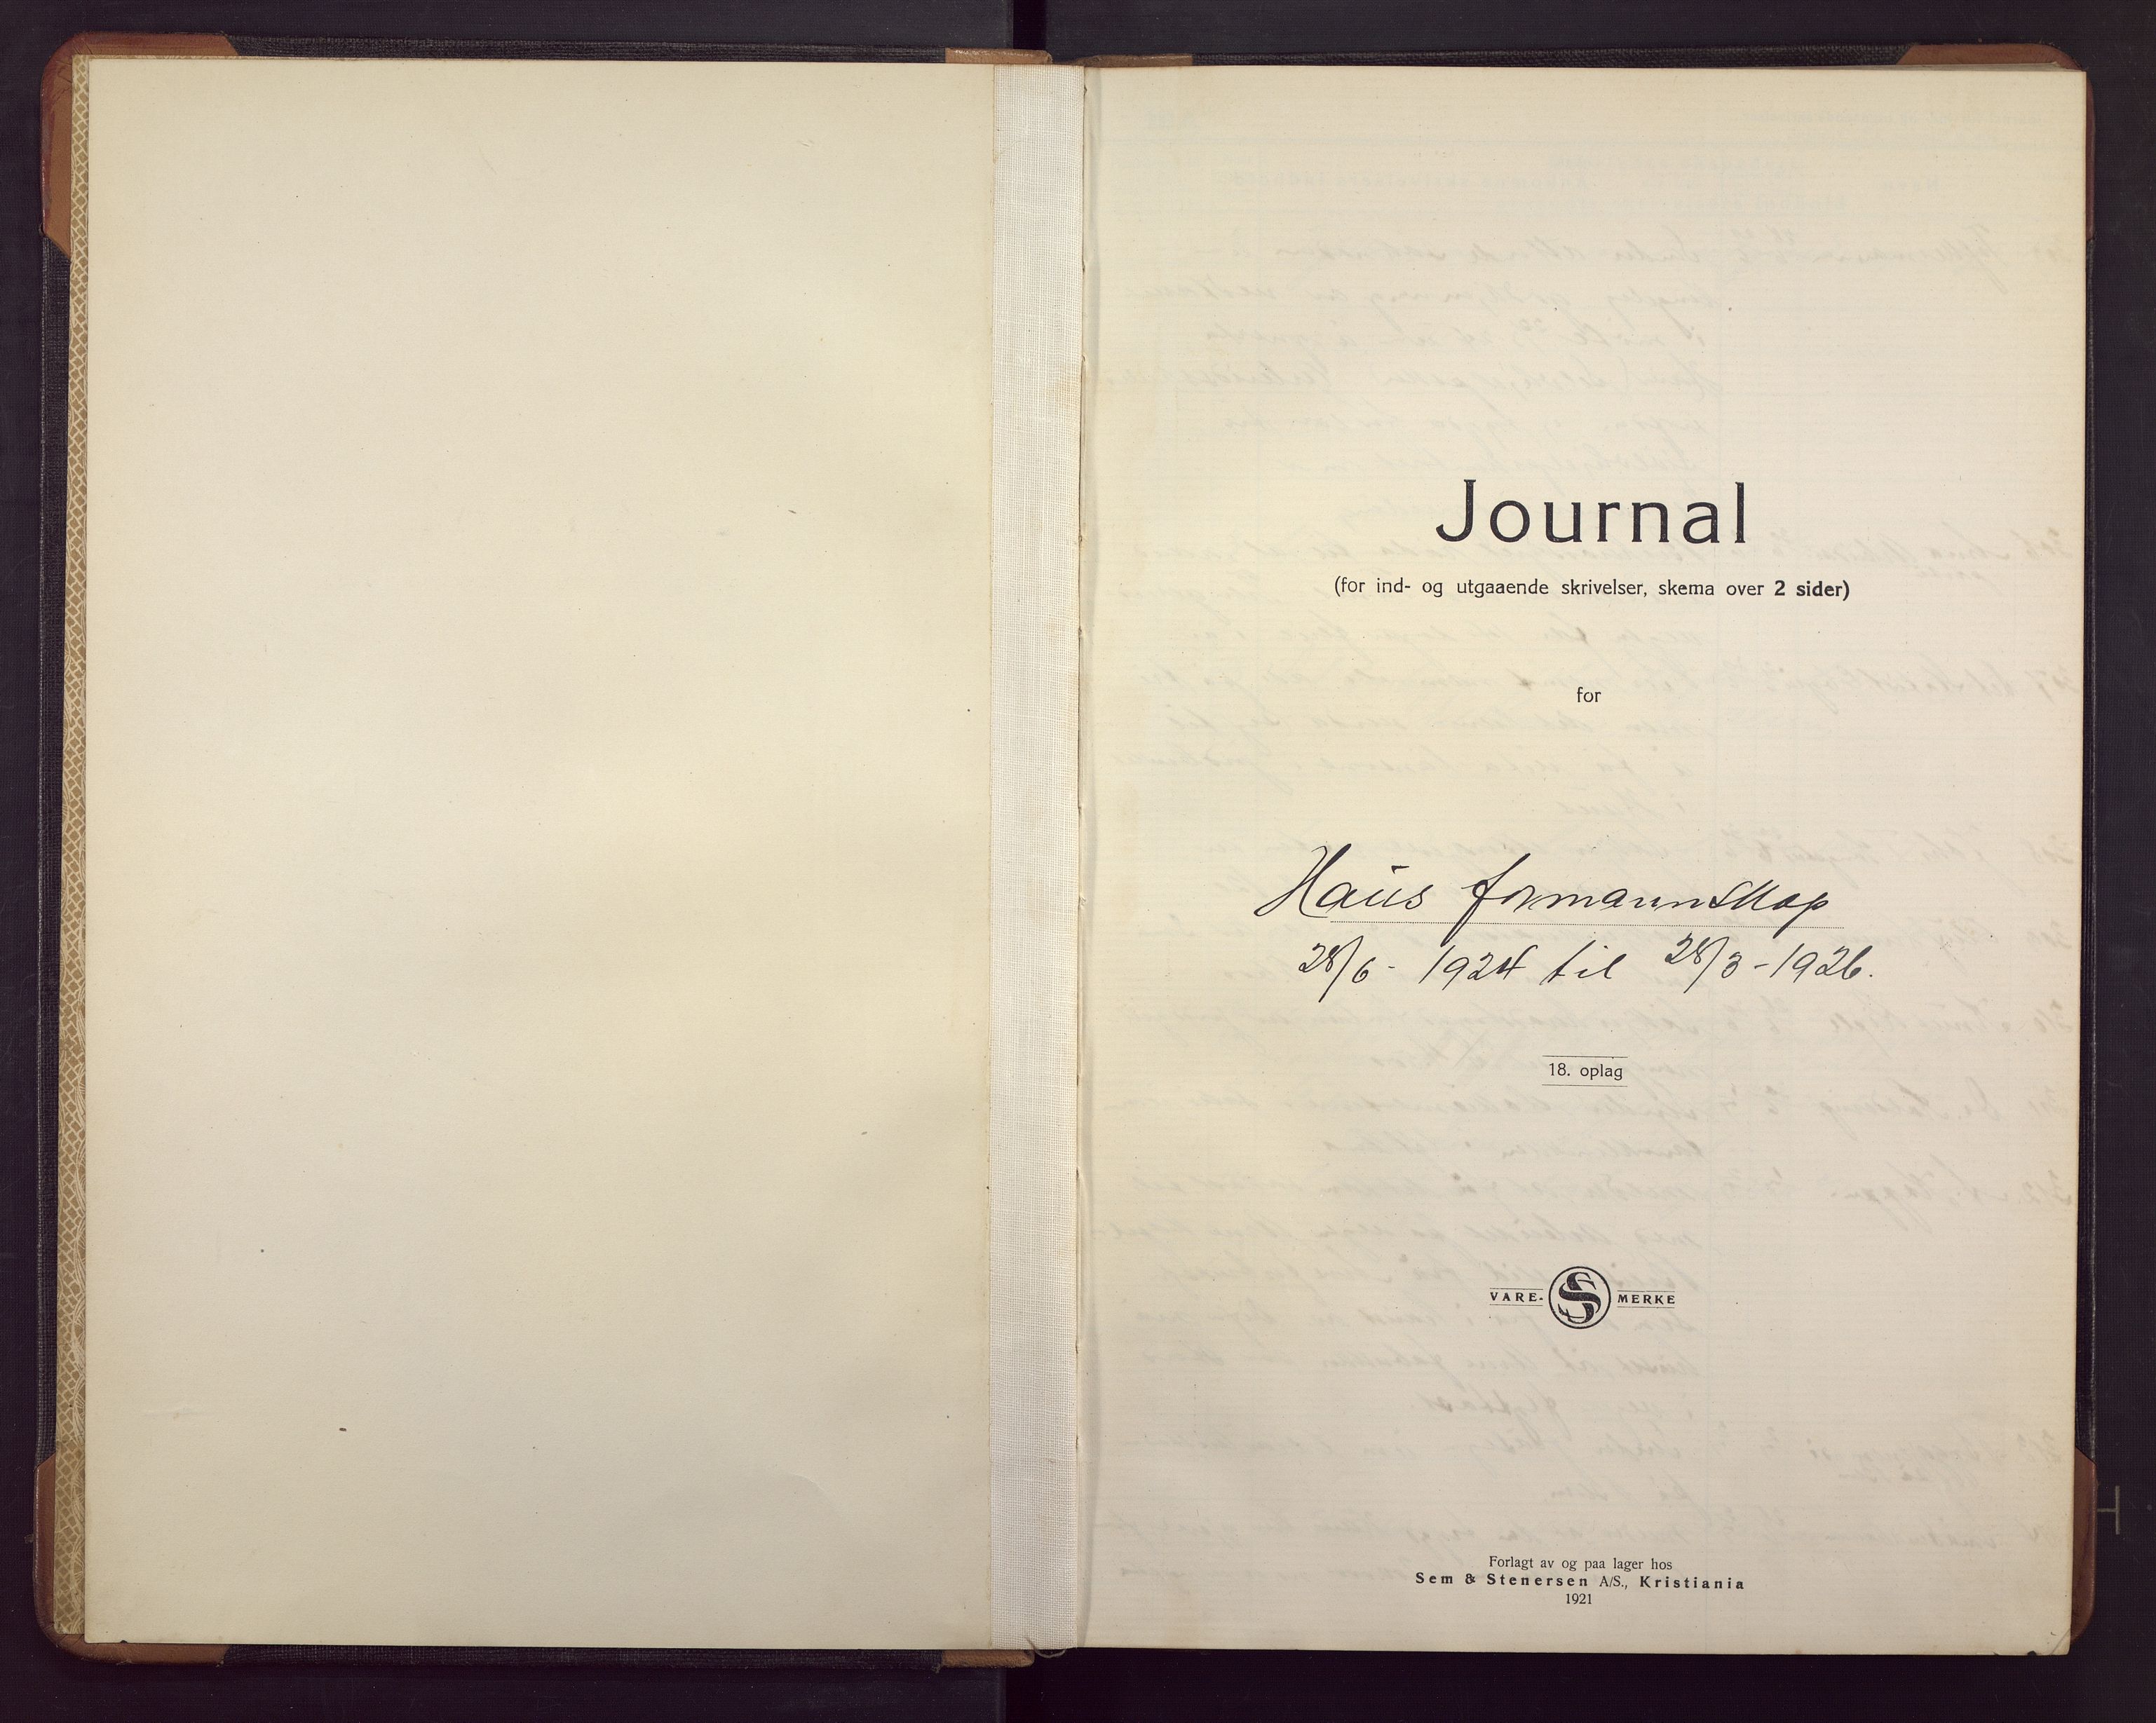 Journal
(for ind- og utgaaende skrivelser, skema over 2 sider)
for
Haus formannskap
28/6 - 1924 til 28/3 - 1926.
18. oplag
VARE- S MERKE
Forlagt av og paa lager hos
Sem & Stenersen A/S., Kristiania
1921